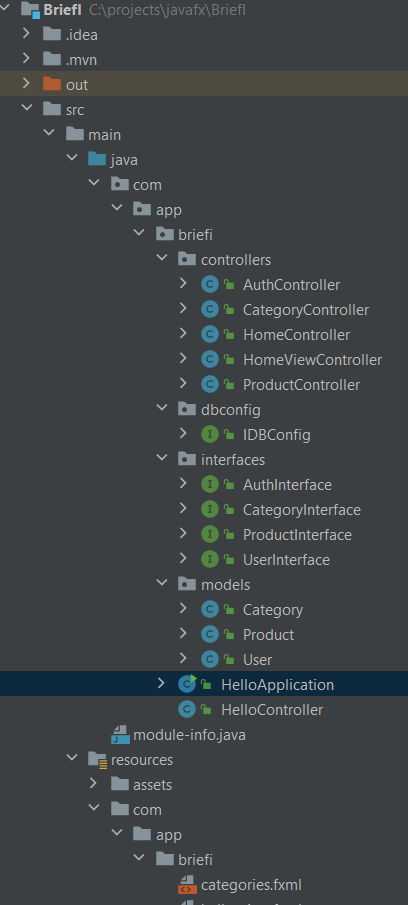 BriefI C:\projects\javafx\BriefI
.idea
.mvn
out
src
main
java
com
app
briefi
controllers
AuthController
CategoryController
HomeController
HomeViewController
ProductController
dbconfig
IDBConfig
interfaces
AuthInterface
CategoryInterface
ProductInterface
UserInterface
models
Category
Product
User
HelloApplication
HelloController
module-info.java
resources
assets
com
app
briefi
categories.fxml